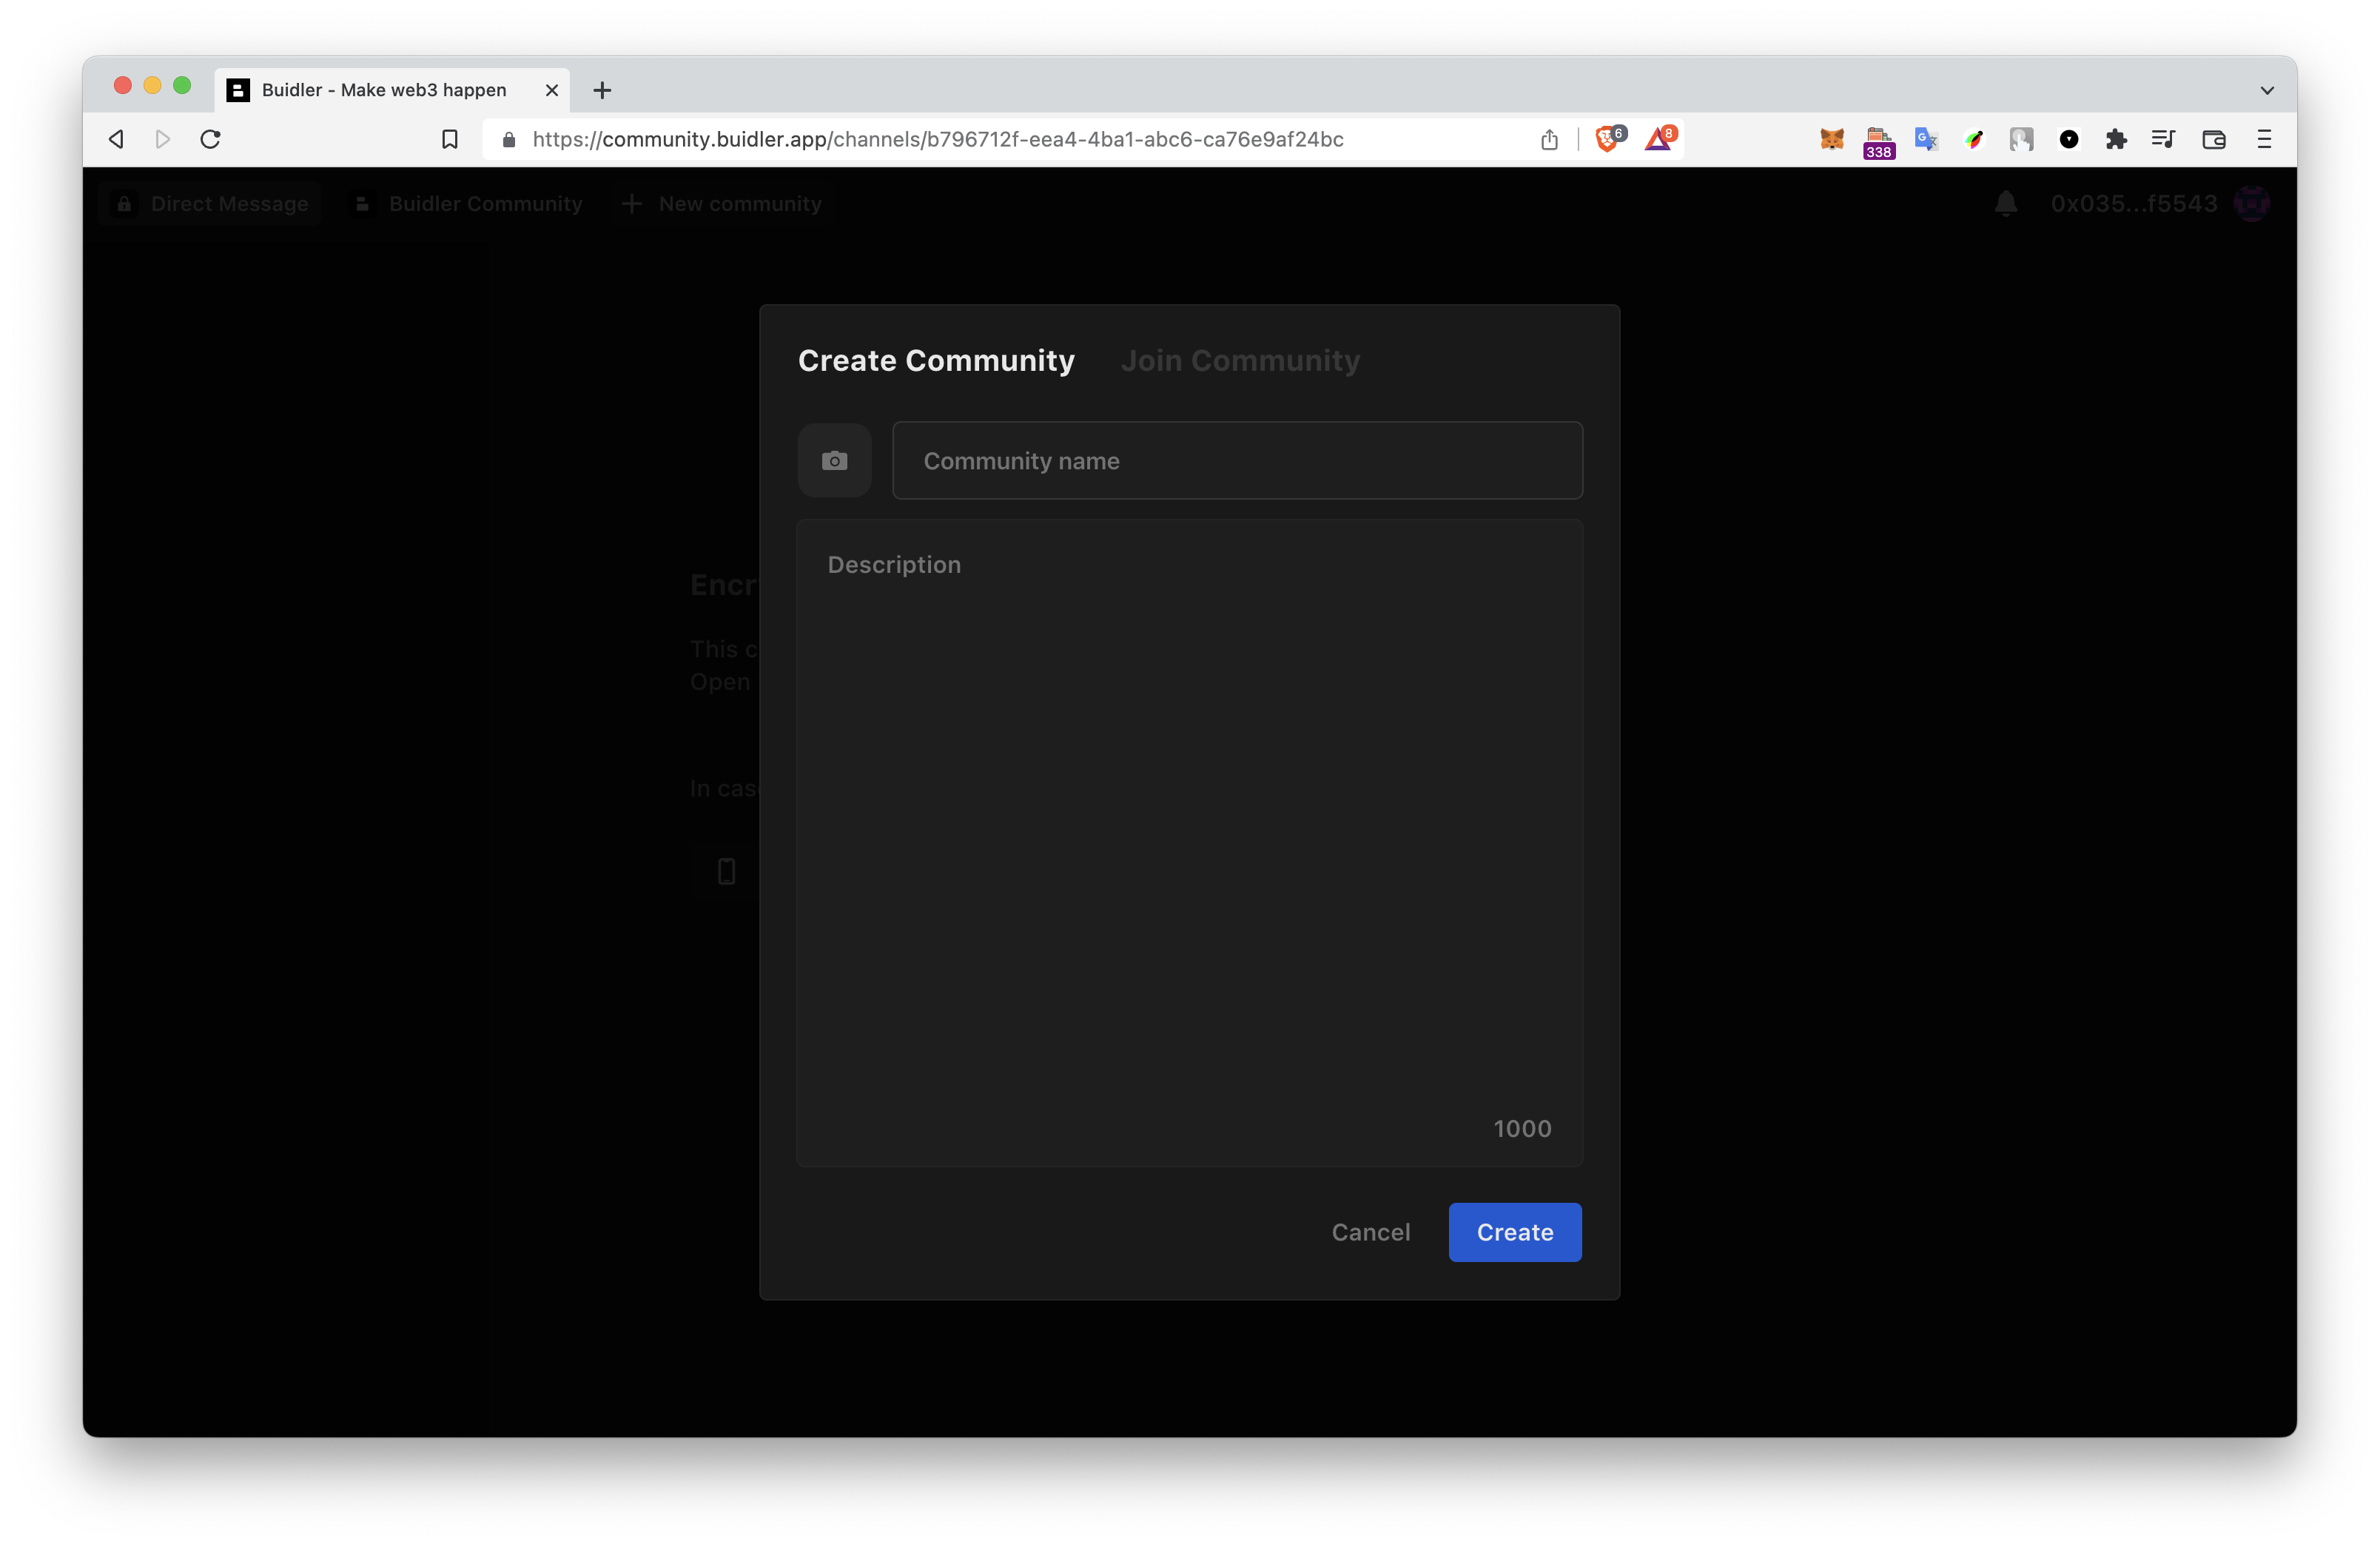 Buidler - Make web3 happen
https://community.buidler.app/channels/b796712f-eea4-4ba1-abc6-ca76e9af24bc
6
8
338
Direct Message
Buidler Community
New community
0x035...f5543
Create Community
Join Community
Community name
Description
Encr
This c
Open
In cas
1000
Cancel
Create